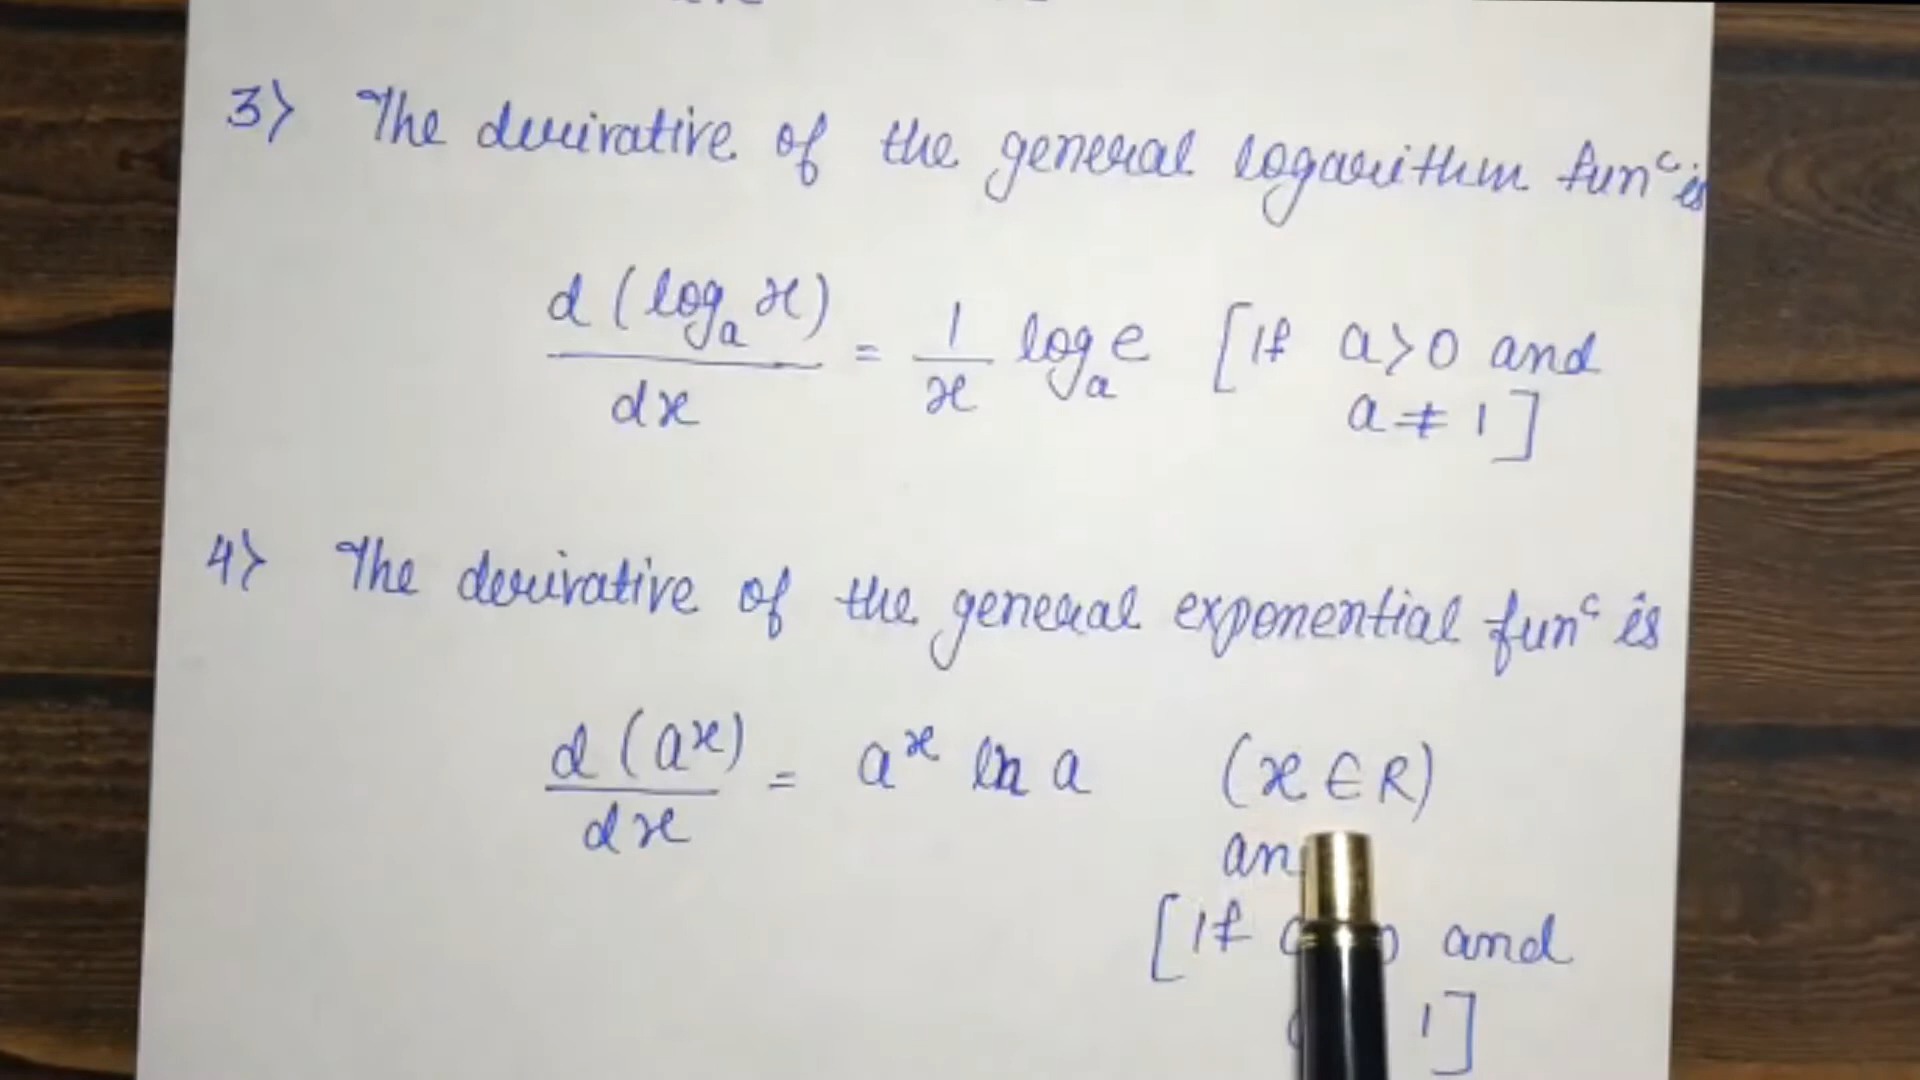 3) The derivative of the general logarithm funᶜ is
d (logₐ x) / dx = 1/x logₐ e [If a>0 and
a ≠ 1]
4) The derivative of the general exponential funᶜ is
d (aˣ) / dx = aˣ ln a (x ∈ R)
[If and
1]